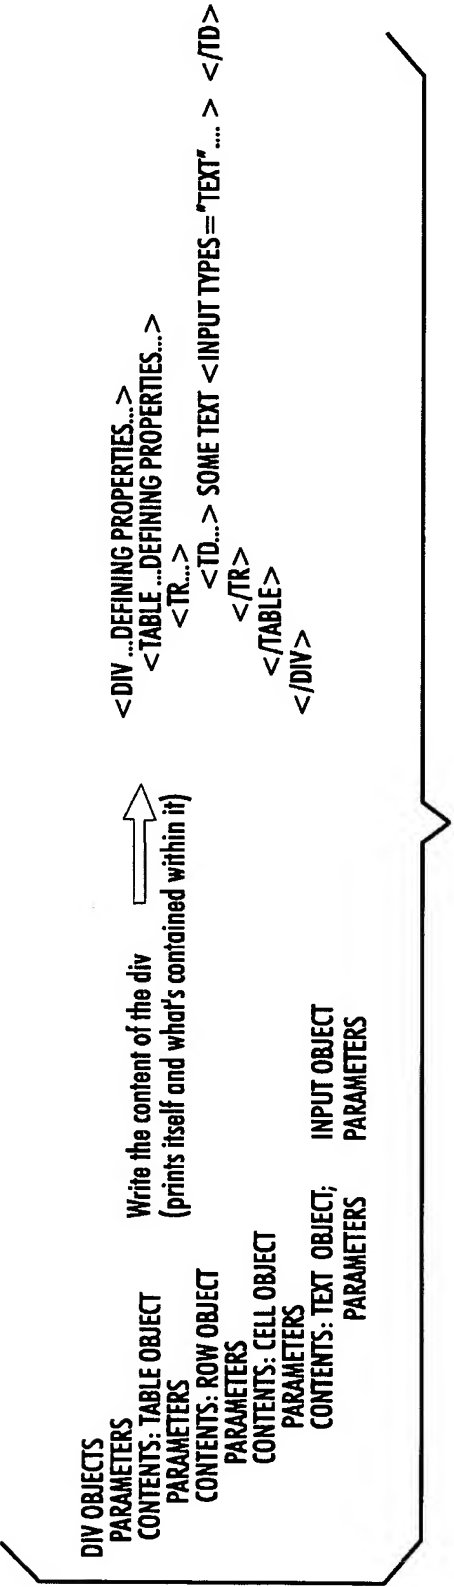 DIV OBJECTS
PARAMETERS
CONTENTS: TABLE OBJECT
PARAMETERS
CONTENTS: ROW OBJECT
PARAMETERS
CONTENTS: CELL OBJECT
PARAMETERS
CONTENTS: TEXT OBJECT;
PARAMETERS
INPUT OBJECT
PARAMETERS
Write the content of the div
(prints itself and what's contained within it)
<DIV ...DEFINING PROPERTIES...>
<TABLE ...DEFINING PROPERTIES...>
<TR...>
<TD...> SOME TEXT <INPUT TYPES="TEXT".... > </TD>
</TR>
</TABLE>
</DIV>